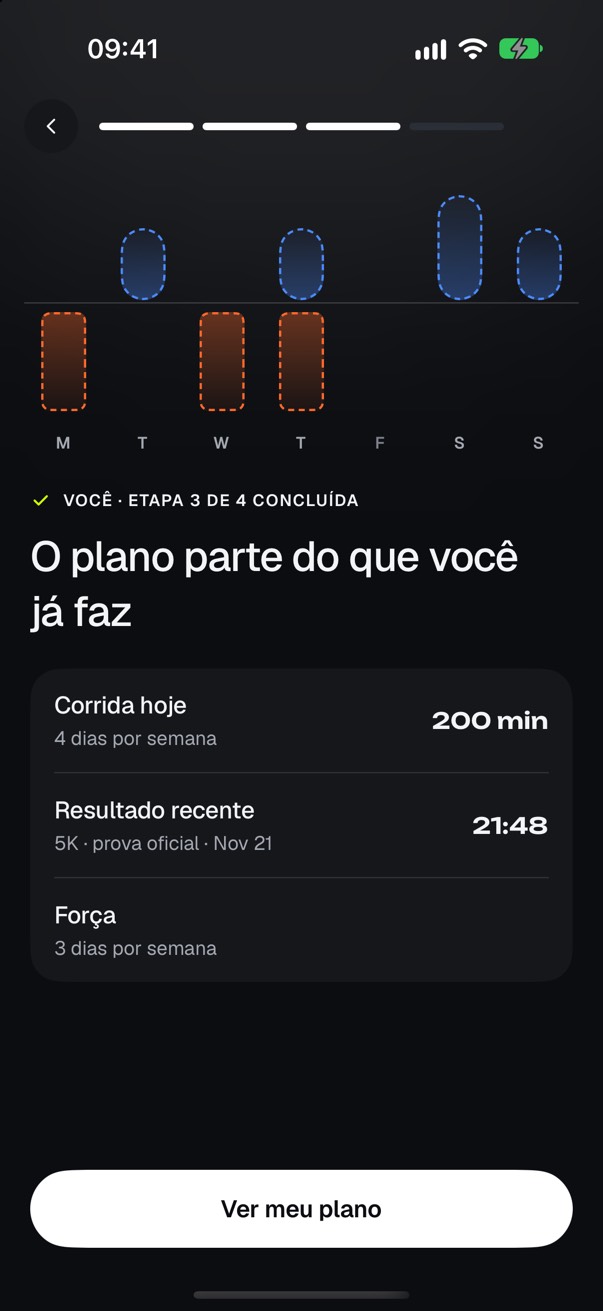 09:41
M T W T F S S
VOCÊ · ETAPA 3 DE 4 CONCLUÍDA
O plano parte do que você
já faz
Corrida hoje
4 dias por semana
200 min
Resultado recente
5K · prova oficial · Nov 21
21:48
Força
3 dias por semana
Ver meu plano